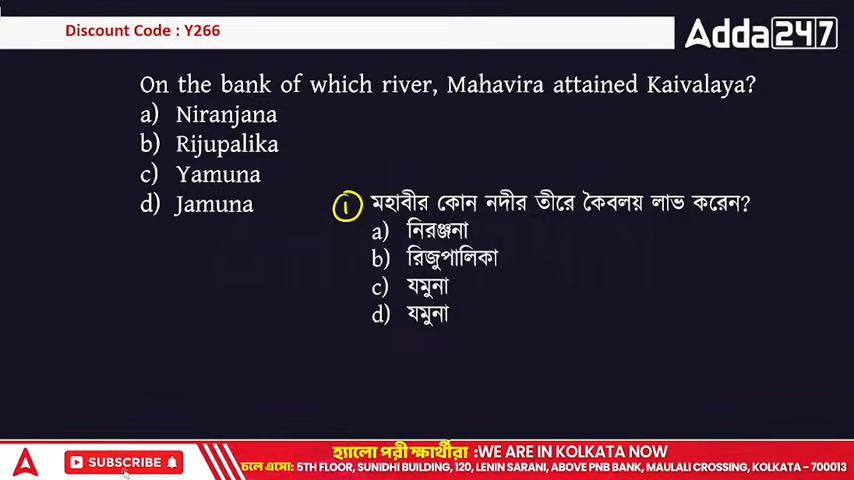 Discount Code : Y266
Adda247
On the bank of which river, Mahavira attained Kaivalaya?
a) Niranjana
b) Rijupalika
c) Yamuna
d) Jamuna
1 মহাবীর কোন নদীর তীরে কৈবলয় লাভ করেন?
a) নিরঞ্জনা
b) রিজুপালিকা
c) যমুনা
d) যমুনা
হ্যালো পরীক্ষার্থীরা :WE ARE IN KOLKATA NOW
SUBSCRIBE
চলে এসো: 5TH FLOOR, SUNIDHI BUILDING, 120, LENIN SARANI, ABOVE PNB BANK, MAULALI CROSSING, KOLKATA - 700013